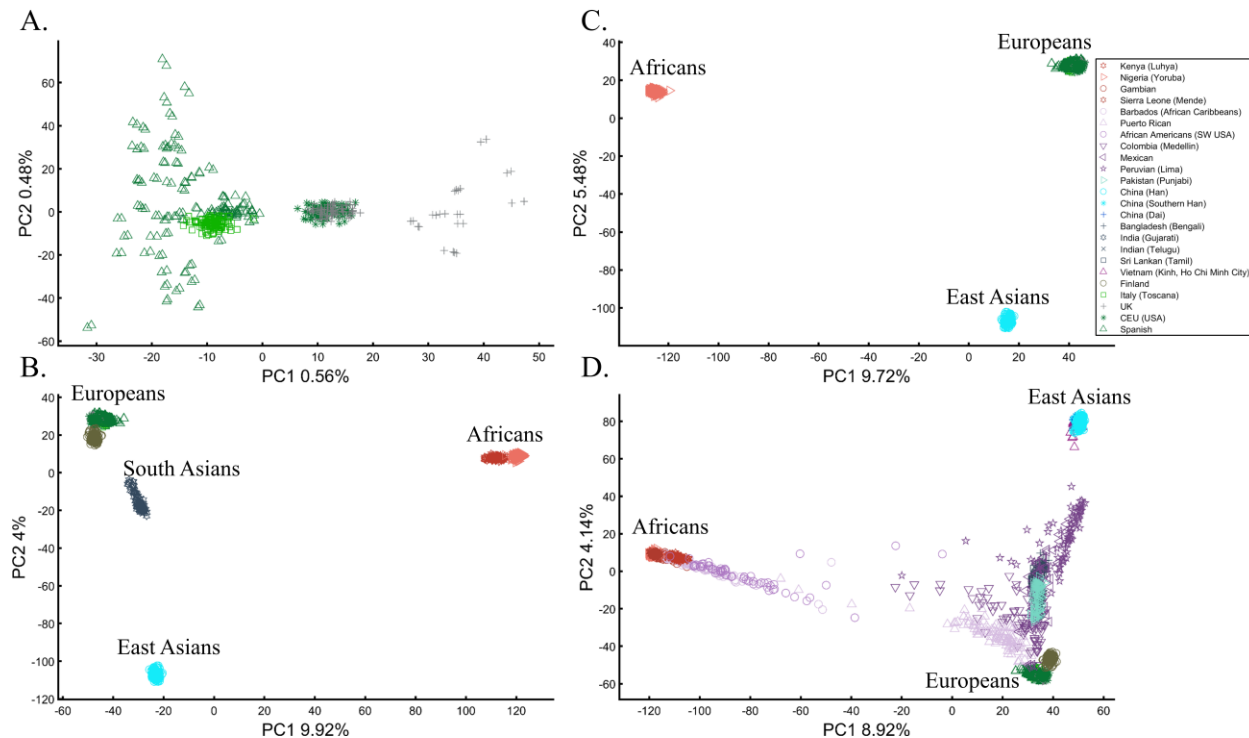 A.
60
40
20
0
-20
-40
-60
PC2 0.48%
-30
-20
-10
0
10
20
30
40
50
PC1 0.56%
C.
40
20
0
-20
-40
-60
-80
-100
-120
PC2 5.48%
Africans
Europeans
East Asians
-120
-100
-80
-60
-40
-20
0
20
40
PC1 9.72%
Kenya (Luhya)
Nigeria (Yoruba)
Gambian
Sierra Leone (Mende)
Barbados (African Caribbeans)
Puerto Rican
African Americans (SW USA)
Colombia (Medellin)
Mexican
Peruvian (Lima)
Pakistan (Punjabi)
China (Han)
China (Southern Han)
China (Dai)
Bangladesh (Bengali)
India (Gujarati)
Indian (Telugu)
Sri Lankan (Tamil)
Vietnam (Kinh, Ho Chi Minh City)
Finland
Italy (Toscana)
UK
CEU (USA)
Spanish
B.
40
20
0
-20
-40
-60
-80
-100
-120
PC2 4%
Europeans
South Asians
Africans
East Asians
-60
-40
-20
0
20
40
60
80
100
120
PC1 9.92%
D.
80
60
40
20
0
-20
-40
-60
PC2 4.14%
East Asians
Africans
Europeans
-120
-100
-80
-60
-40
-20
0
20
40
60
PC1 8.92%